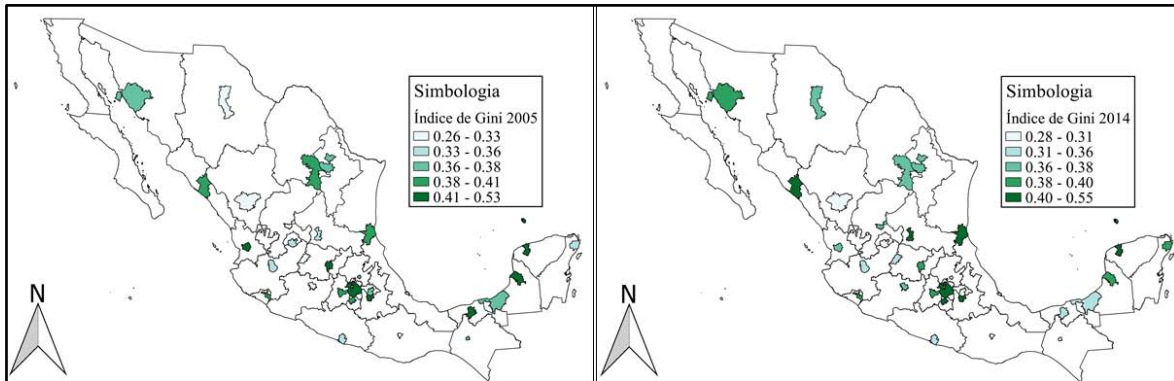 N
Simbologia
Índice de Gini 2005
0.26 - 0.33
0.33 - 0.36
0.36 - 0.38
0.38 - 0.41
0.41 - 0.53
N
Simbologia
Índice de Gini 2014
0.28 - 0.31
0.31 - 0.36
0.36 - 0.38
0.38 - 0.40
0.40 - 0.55